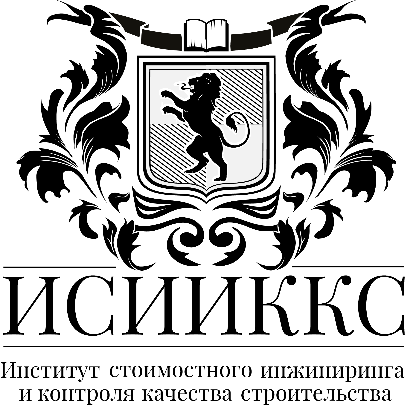 ИСИИККС
Институт стоимостного инжиниринга
и контроля качества строительства